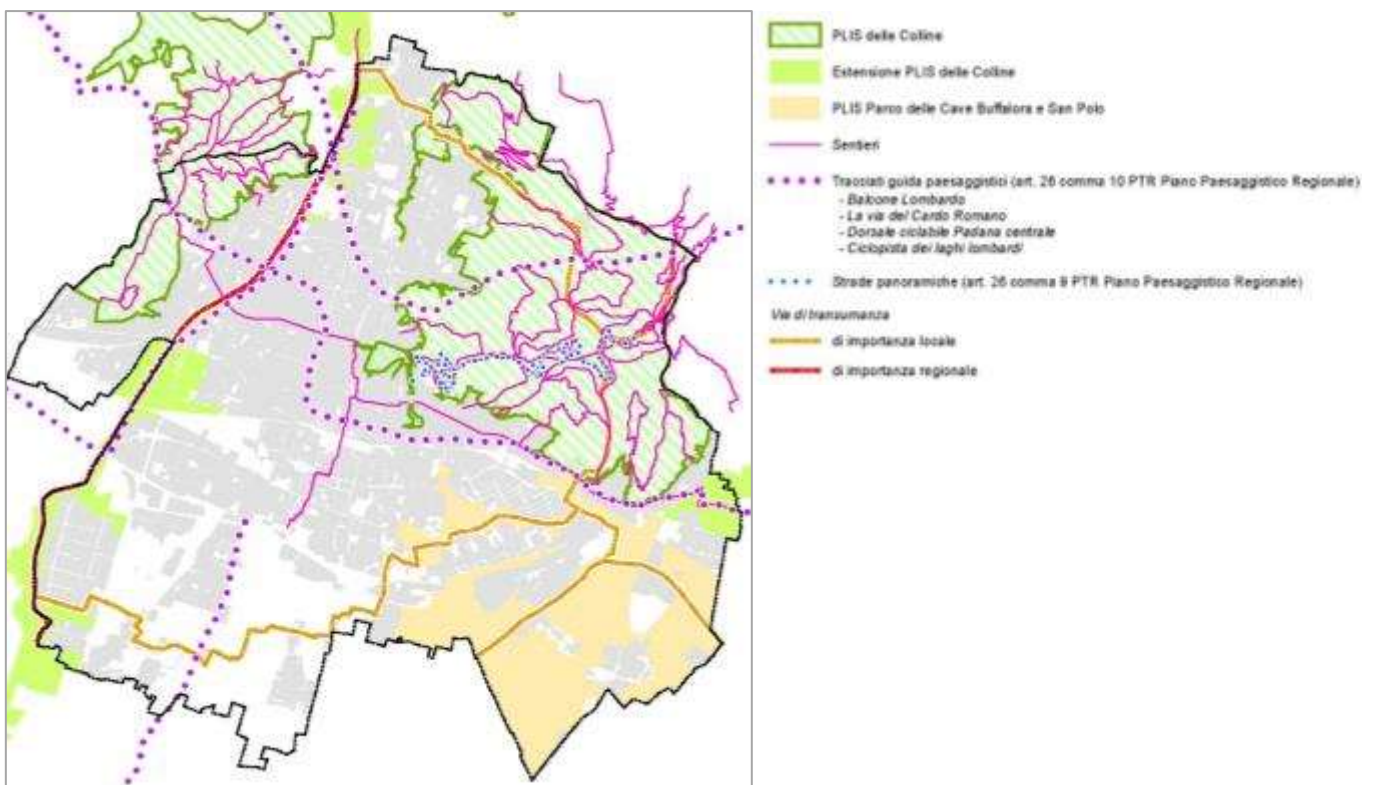 PLIS delle Colline
Estensione PLIS delle Colline
PLIS Parco delle Cave Buffalora e San Polo
Sentieri
Tracciati guida paesaggistici (art. 26 comma 10 PTR Piano Paesaggistico Regionale)
- Balcone Lombardo
- La via del Cardo Romano
- Dorsale ciclabile Padana centrale
- Ciclopista dei laghi lombardi
Strade panoramiche (art. 26 comma 9 PTR Piano Paesaggistico Regionale)
Vie di transumanza
di importanza locale
di importanza regionale